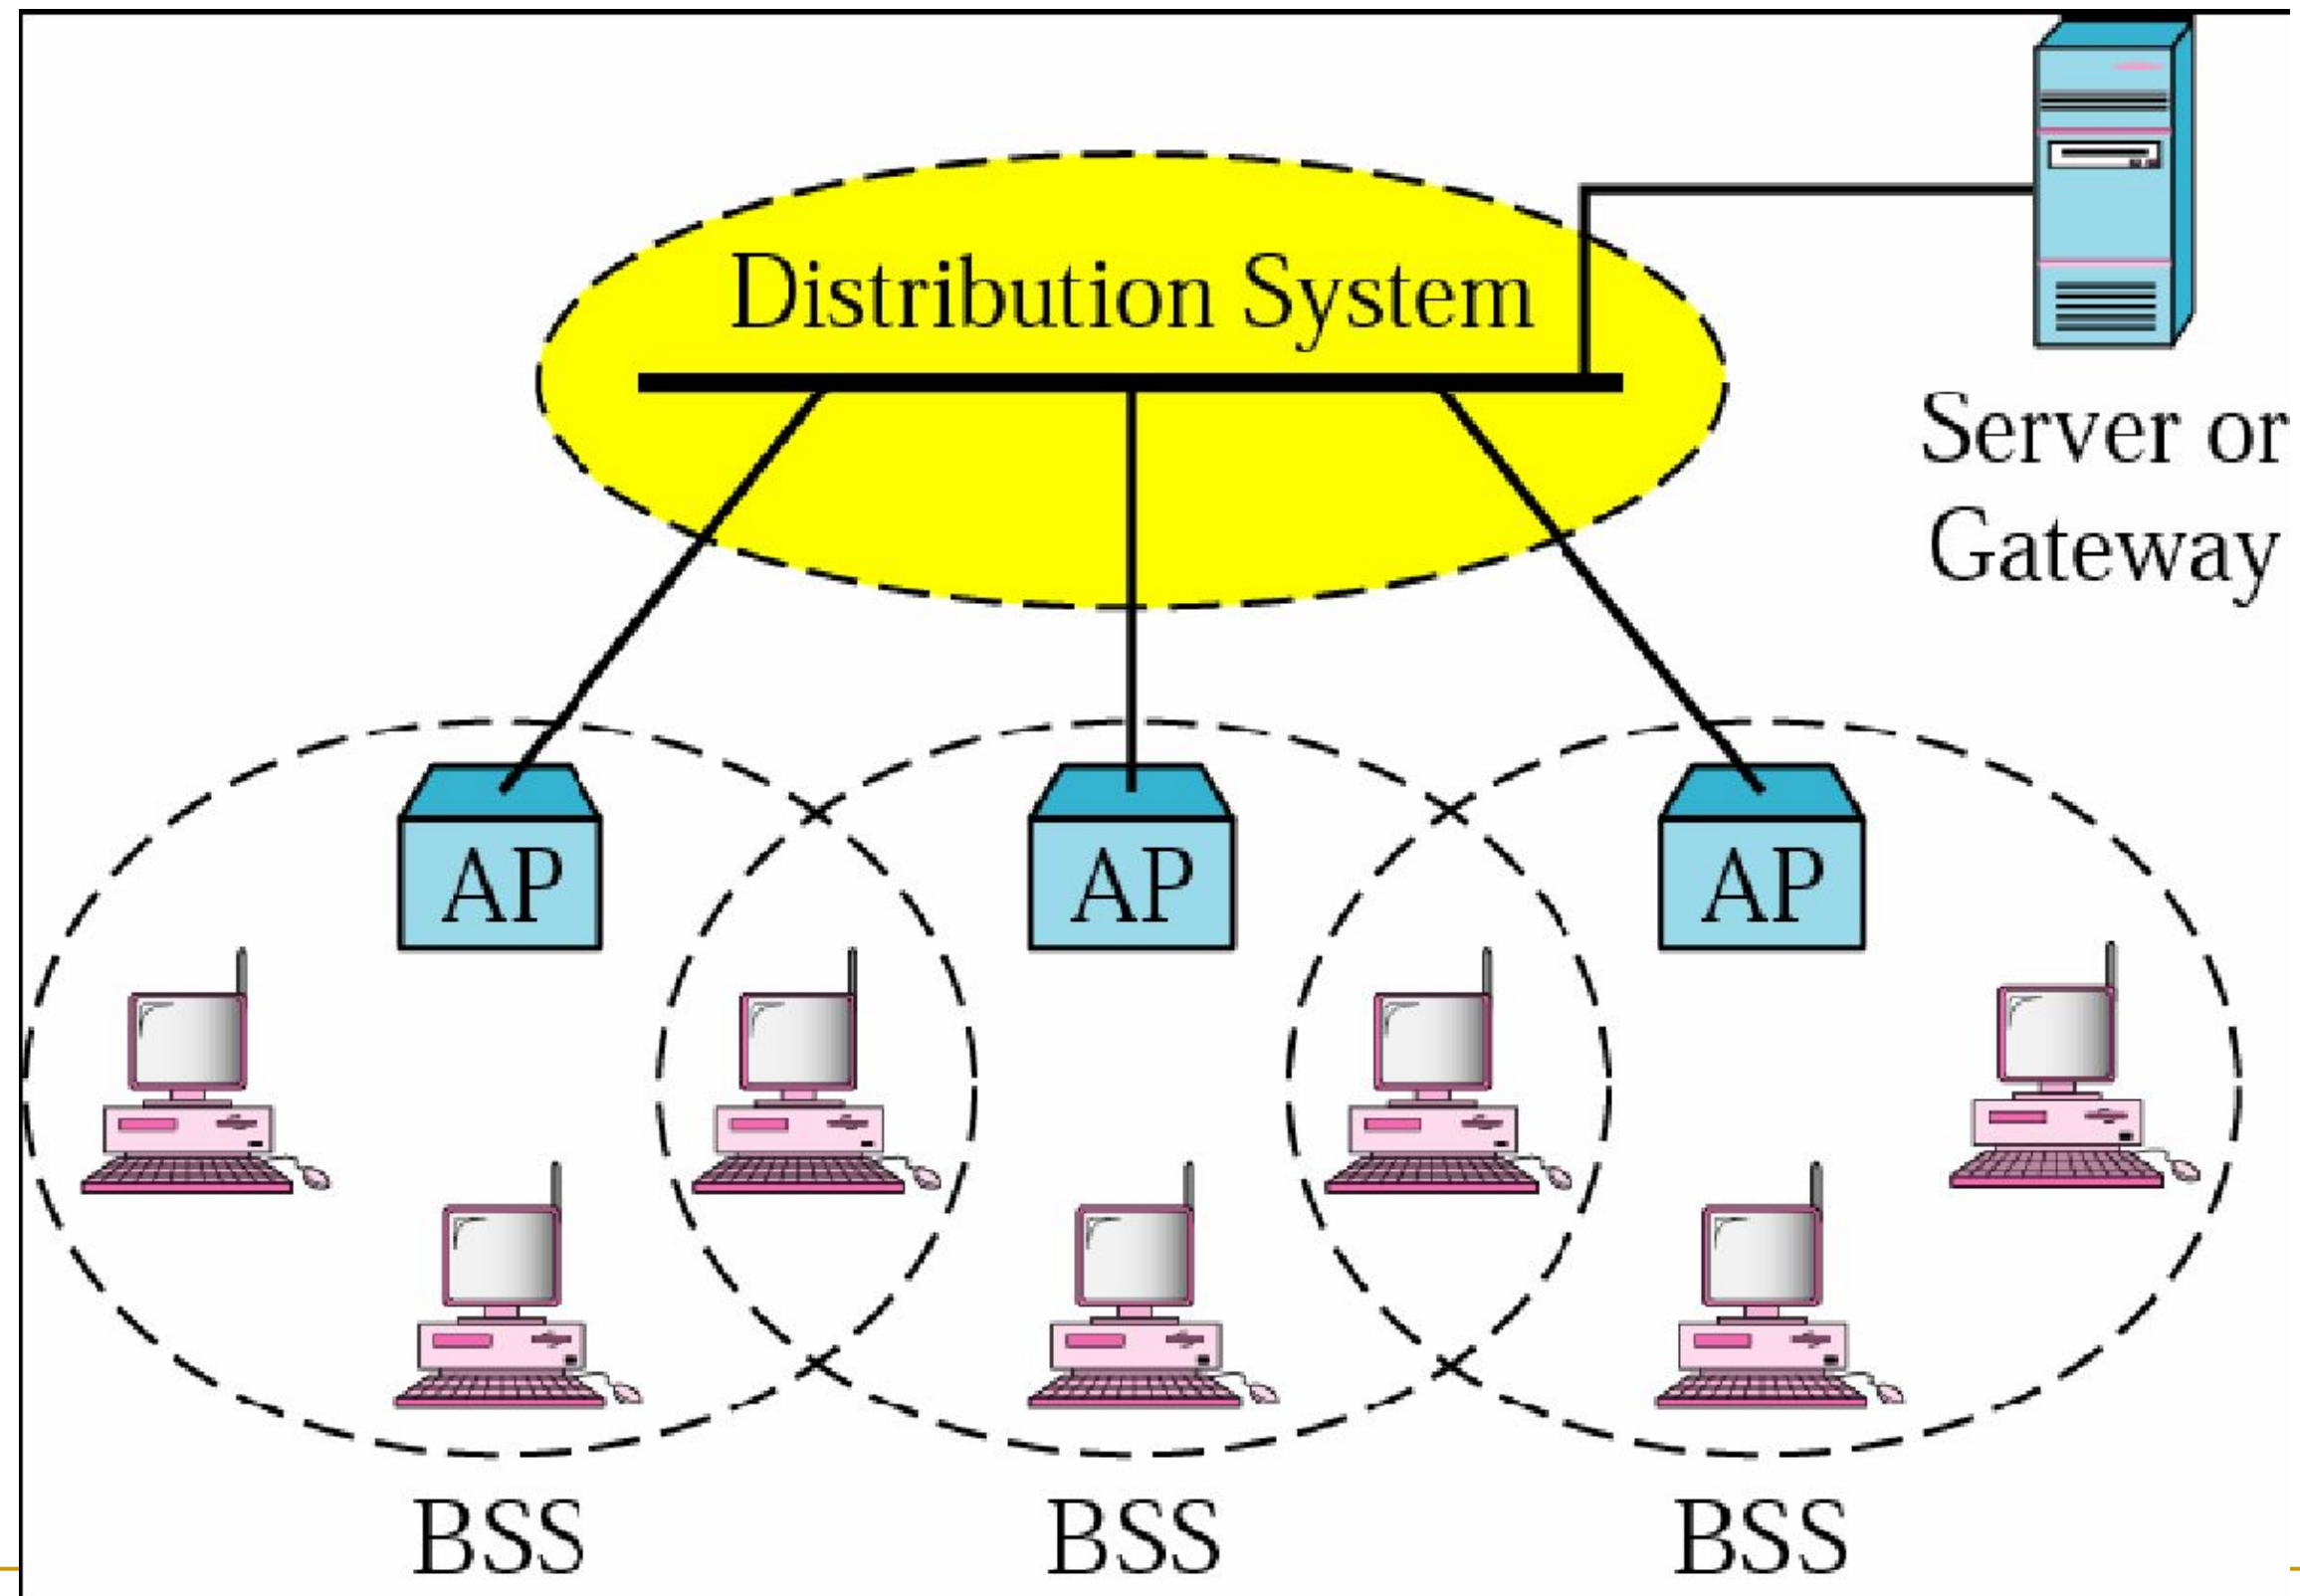 Distribution System
Server or
Gateway
AP
AP
AP
BSS
BSS
BSS